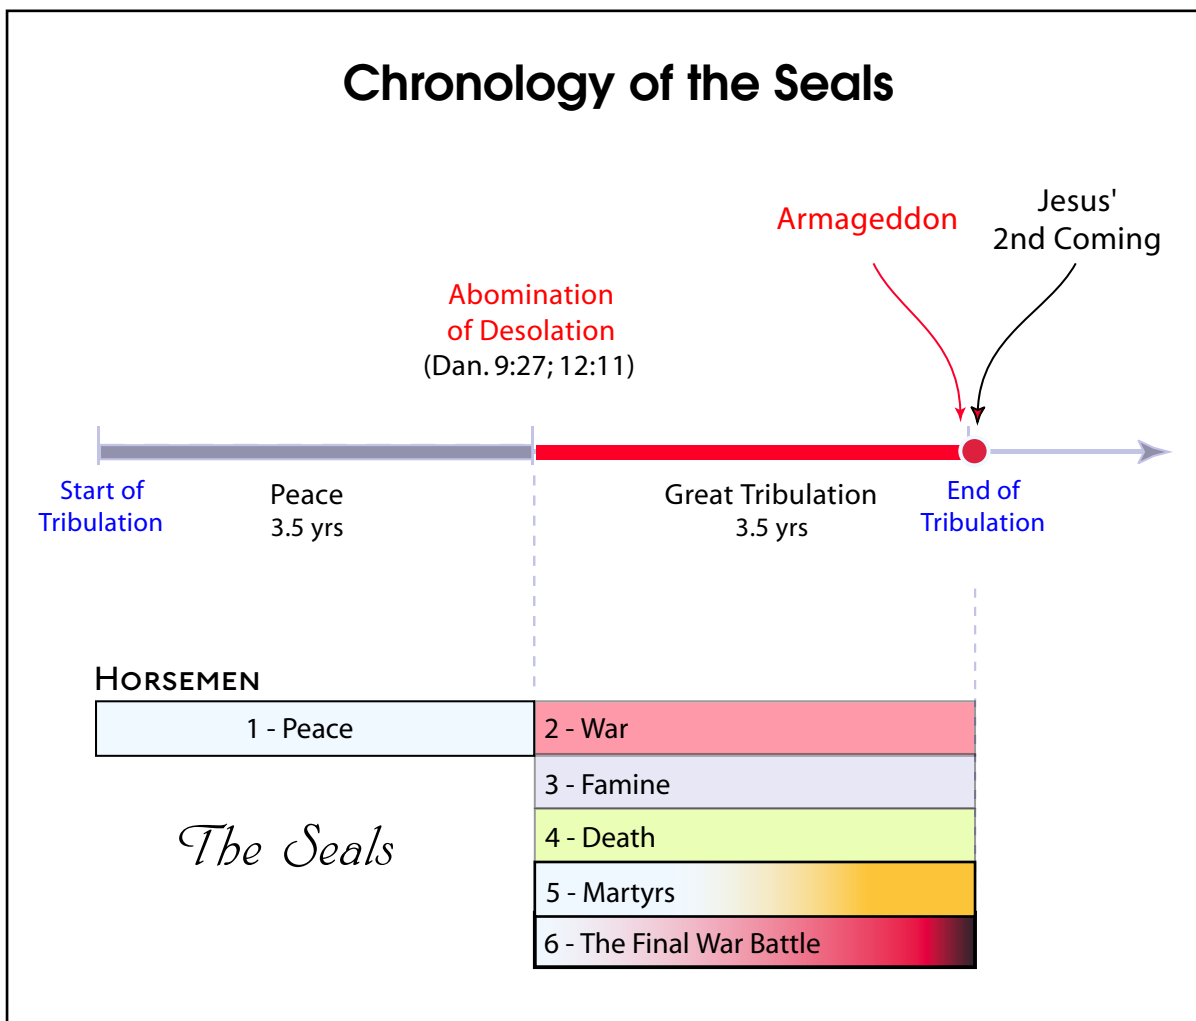 Chronology of the Seals
Armageddon
Jesus'
2nd Coming
Abomination
of Desolation
(Dan. 9:27; 12:11)
Start of
Tribulation
Peace
3.5 yrs
Great Tribulation
3.5 yrs
End of
Tribulation
HORSEMEN
1 - Peace
2 - War
3 - Famine
4 - Death
The Seals
5 - Martyrs
6 - The Final War Battle